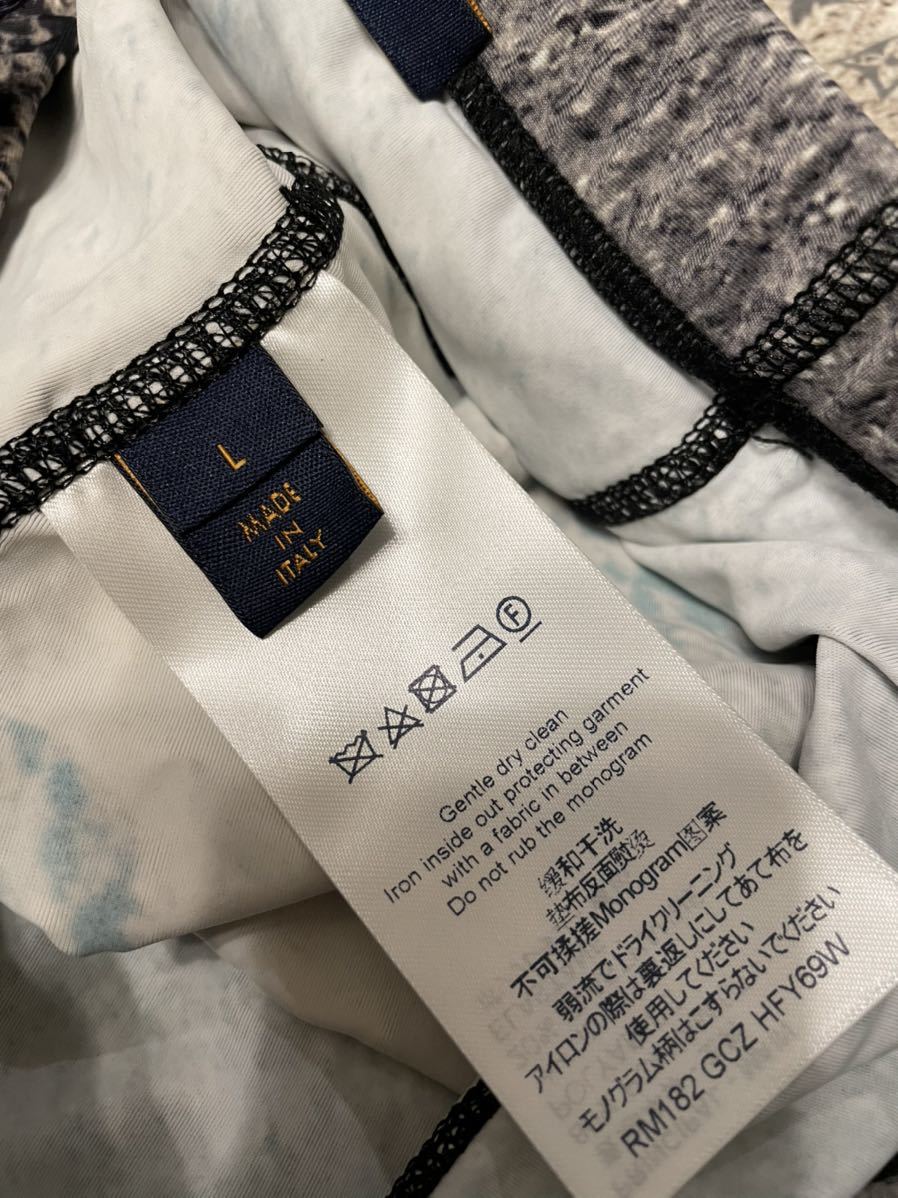 L
MADE
IN
ITALY
F
Gentle dry clean
Iron inside out protecting garment
with a fabric in between
Do not rub the monogram
缓和干洗
垫布反面熨烫
不可揉搓Monogram图案
弱流でドライクリーニング
アイロンの際は裏返しにしてあて布を
使用してください
モノグラム柄はこすらないでください
RM182 GCZ HFY69W